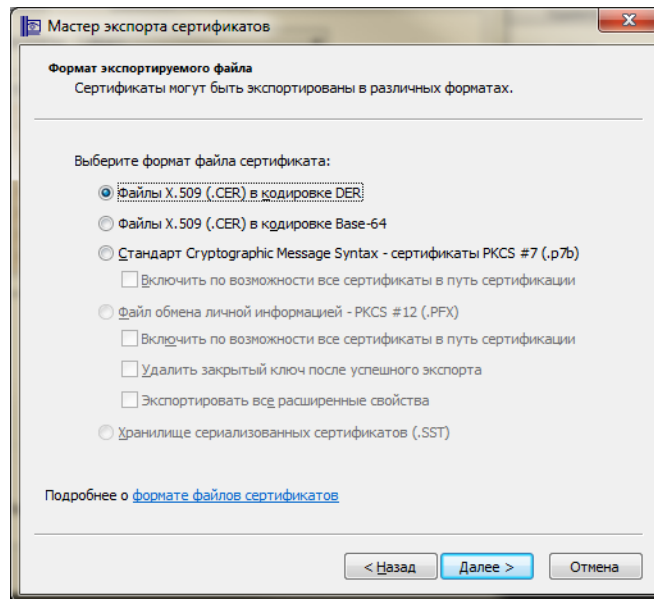 Мастер экспорта сертификатов
Формат экспортируемого файла
Сертификаты могут быть экспортированы в различных форматах.
Выберите формат файла сертификата:
Файлы X.509 (.CER) в кодировке DER
Файлы X.509 (.CER) в кодировке Base-64
Стандарт Cryptographic Message Syntax - сертификаты PKCS #7 (.p7b)
Включить по возможности все сертификаты в путь сертификации
Файл обмена личной информацией - PKCS #12 (.PFX)
Включить по возможности все сертификаты в путь сертификации
Удалить закрытый ключ после успешного экспорта
Экспортировать все расширенные свойства
Хранилище сериализованных сертификатов (.SST)
Подробнее о формате файлов сертификатов
< Назад Далее > Отмена